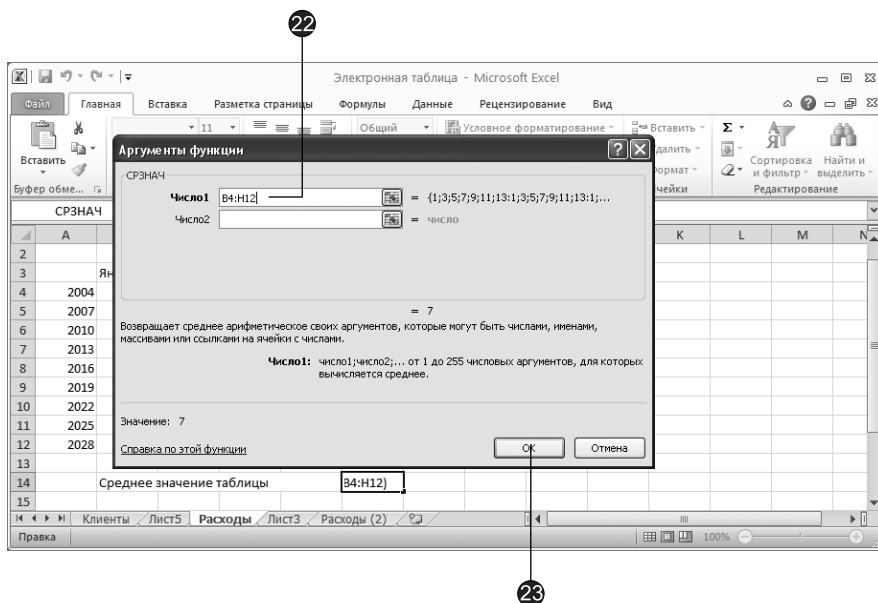 22
Электронная таблица - Microsoft Excel
Файл Главная Вставка Разметка страницы Формулы Данные Рецензирование Вид
Вставить
11
Общий
Условное форматирование
Вставить
Σ
Сортировка и фильтр
Найти и выделить
Буфер обме...
Редактирование
СРЗНАЧ
Аргументы функции
СРЗНАЧ
Число1 B4:H12 = {1;3;5;7;9;11;13:1;3;5;7;9;11;13:1;...
Число2 = число
= 7
Возвращает среднее арифметическое своих аргументов, которые могут быть числами, именами,
массивами или ссылками на ячейки с числами.
Число1: число1;число2;... от 1 до 255 числовых аргументов, для которых
вычисляется среднее.
Значение: 7
Справка по этой функции
ОК Отмена
A K L M N
2
3
4 2004
5 2007
6 2010
7 2013
8 2016
9 2019
10 2022
11 2025
12 2028
13
14 Среднее значение таблицы B4:H12)
15
Клиенты Лист5 Расходы Лист3 Расходы (2)
Правка 100%
23